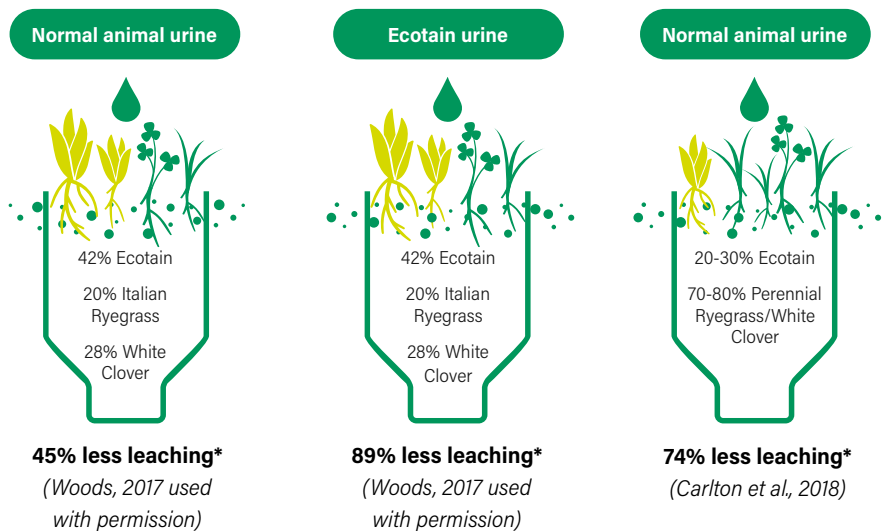 Normal animal urine
42% Ecotain
20% Italian
Ryegrass
28% White
Clover
45% less leaching*
(Woods, 2017 used
with permission)
Ecotain urine
42% Ecotain
20% Italian
Ryegrass
28% White
Clover
89% less leaching*
(Woods, 2017 used
with permission)
Normal animal urine
20-30% Ecotain
70-80% Perennial
Ryegrass/White
Clover
74% less leaching*
(Carlton et al., 2018)